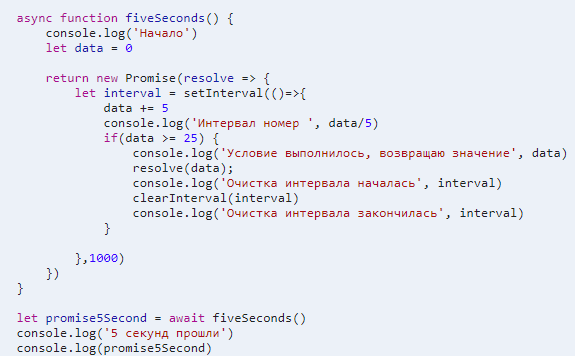 async function fiveSeconds() {
    console.log('Начало')
    let data = 0

    return new Promise(resolve => {
        let interval = setInterval(()=>{
            data += 5
            console.log('Интервал номер ', data/5)
            if(data >= 25) {
                console.log('Условие выполнилось, возвращаю значение', data)
                resolve(data);
                console.log('Очистка интервала началась', interval)
                clearInterval(interval)
                console.log('Очистка интервала закончилась', interval)
            }

        },1000)
    })
}

let promise5Second = await fiveSeconds()
console.log('5 секунд прошли')
console.log(promise5Second)